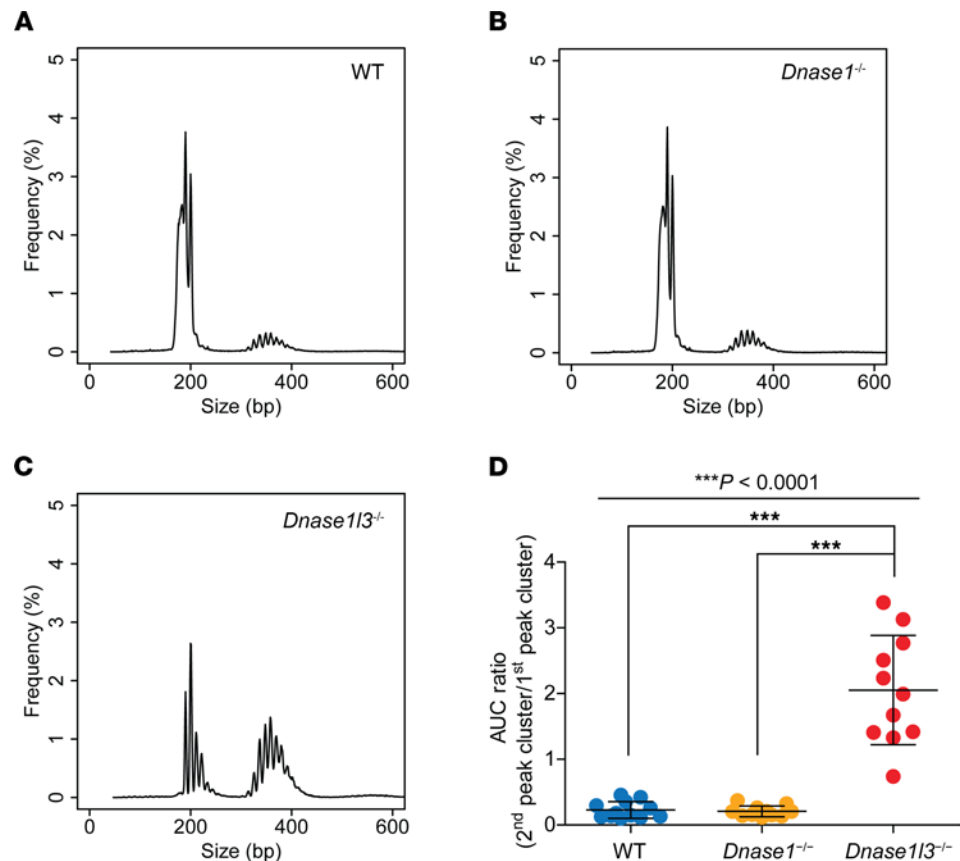 A
WT
Frequency (%)
5
4
3
2
1
0
0 200 400 600
Size (bp)
B
Dnase1-/-
Frequency (%)
5
4
3
2
1
0
0 200 400 600
Size (bp)
C
Dnase1l3-/-
Frequency (%)
5
4
3
2
1
0
0 200 400 600
Size (bp)
D
***P < 0.0001
***
***
AUC ratio
(2nd peak cluster/1st peak cluster)
4
3
2
1
0
WT Dnase1–/– Dnase1l3–/–